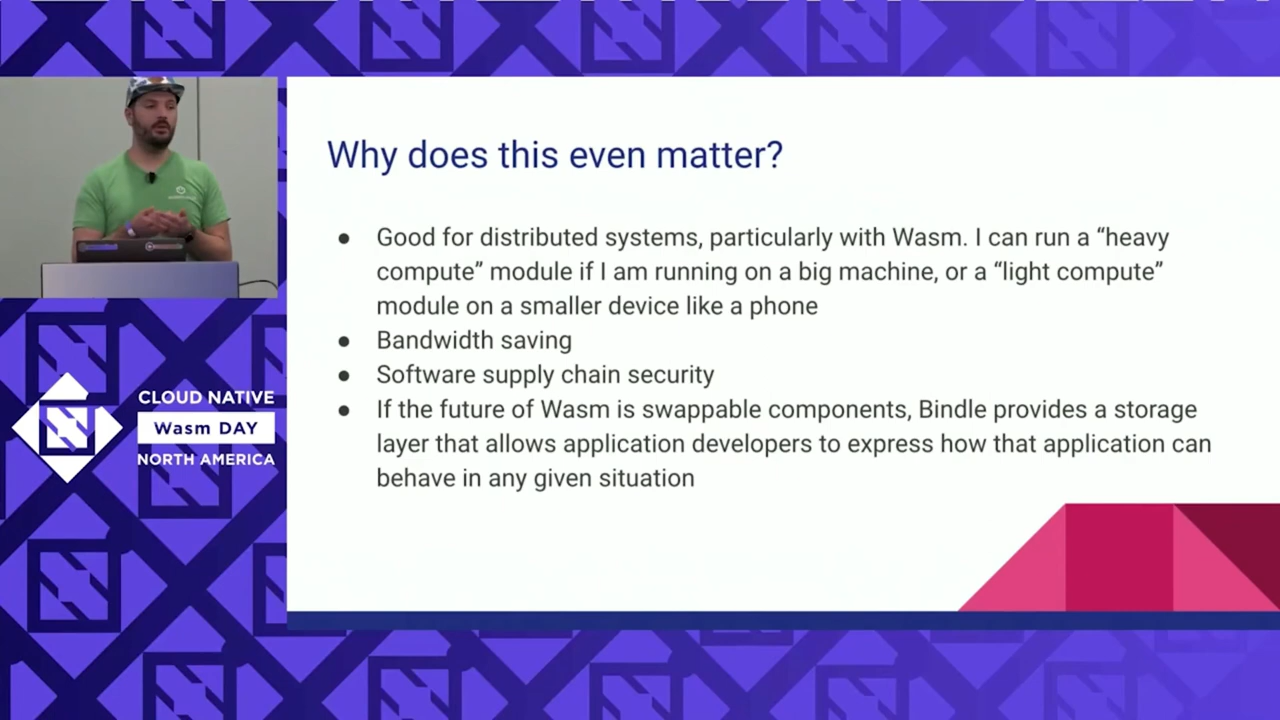 Why does this even matter?
● Good for distributed systems, particularly with Wasm. I can run a “heavy
compute” module if I am running on a big machine, or a “light compute”
module on a smaller device like a phone
● Bandwidth saving
● Software supply chain security
● If the future of Wasm is swappable components, Bindle provides a storage
layer that allows application developers to express how that application can
behave in any given situation
CLOUD NATIVE
Wasm DAY
NORTH AMERICA